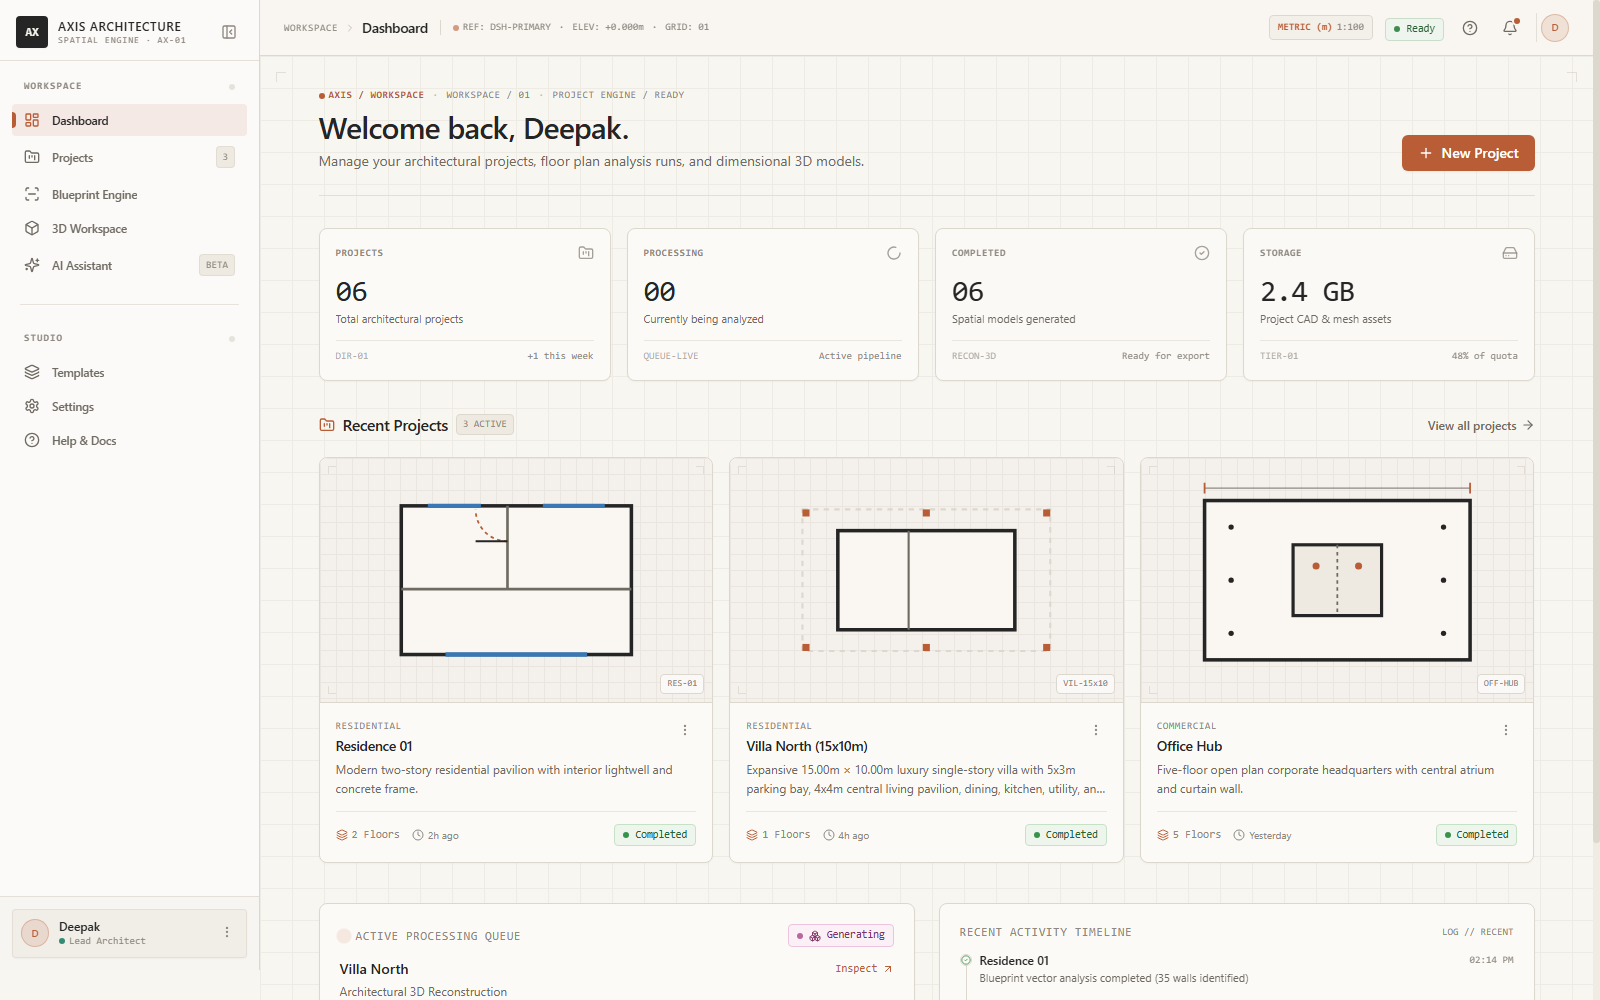 AX
AXIS ARCHITECTURE
SPATIAL ENGINE · AX-01
WORKSPACE
Dashboard
Projects
3
Blueprint Engine
3D Workspace
AI Assistant
BETA
STUDIO
Templates
Settings
Help & Docs
D
Deepak
Lead Architect
WORKSPACE
Dashboard
REF: DSH-PRIMARY · ELEV: +0.000m · GRID: 01
METRIC (m) 1:100
Ready
D
AXIS / WORKSPACE · WORKSPACE / 01 · PROJECT ENGINE / READY
Welcome back, Deepak.
Manage your architectural projects, floor plan analysis runs, and dimensional 3D models.
New Project
PROJECTS
06
Total architectural projects
DIR-01
+1 this week
PROCESSING
00
Currently being analyzed
QUEUE-LIVE
Active pipeline
COMPLETED
06
Spatial models generated
RECON-3D
Ready for export
STORAGE
2.4 GB
Project CAD & mesh assets
TIER-01
48% of quota
Recent Projects
3 ACTIVE
View all projects →
RES-01
RESIDENTIAL
Residence 01
Modern two-story residential pavilion with interior lightwell and
concrete frame.
2 Floors
2h ago
Completed
VIL-15x10
RESIDENTIAL
Villa North (15x10m)
Expansive 15.00m × 10.00m luxury single-story villa with 5x3m
parking bay, 4x4m central living pavilion, dining, kitchen, utility, an...
1 Floors
4h ago
Completed
OFF-HUB
COMMERCIAL
Office Hub
Five-floor open plan corporate headquarters with central atrium
and curtain wall.
5 Floors
Yesterday
Completed
ACTIVE PROCESSING QUEUE
Generating
Villa North
Inspect
Architectural 3D Reconstruction
RECENT ACTIVITY TIMELINE
LOG // RECENT
Residence 01
02:14 PM
Blueprint vector analysis completed (35 walls identified)